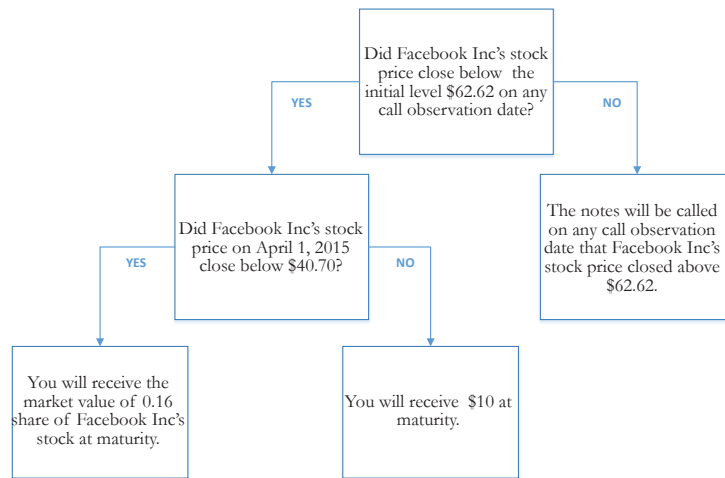 Did Facebook Inc's stock
price close below the
initial level $62.62 on any
call observation date?
YES
NO
Did Facebook Inc's stock
price on April 1, 2015
close below $40.70?
The notes will be called
on any call observation
date that Facebook Inc's
stock price closed above
$62.62.
YES
NO
You will receive the
market value of 0.16
share of Facebook Inc's
stock at maturity.
You will receive $10 at
maturity.